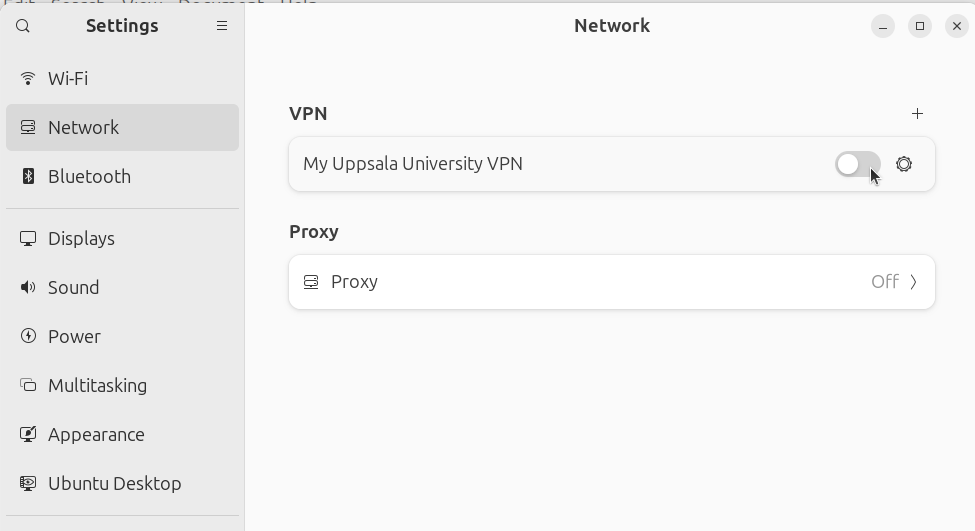 Settings
Network
Wi-Fi
Network
Bluetooth
Displays
Sound
Power
Multitasking
Appearance
Ubuntu Desktop
VPN
My Uppsala University VPN
Proxy
Proxy
Off